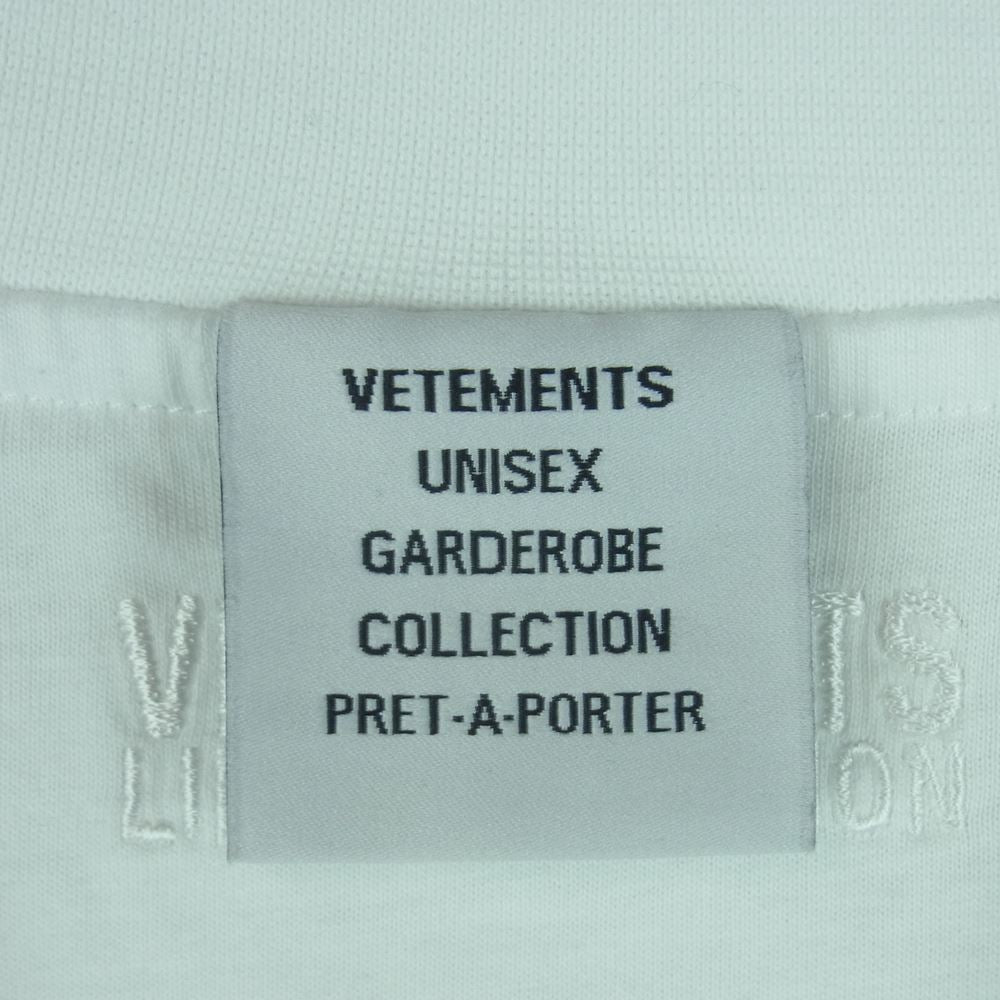 VETEMENTS
UNISEX
GARDEROBE
COLLECTION
PRET-A-PORTER